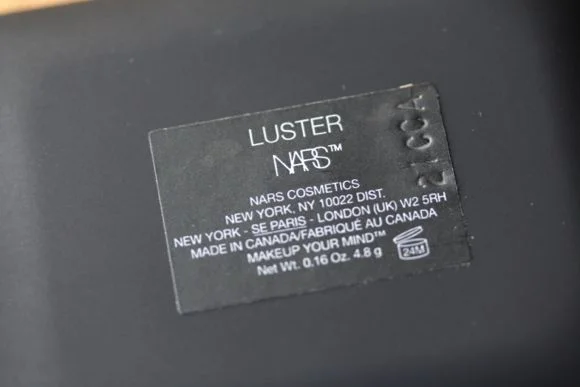 LUSTER
NARS™
NARS COSMETICS
NEW YORK, NY 10022 DIST.
NEW YORK - SE PARIS - LONDON (UK) W2 5RH
MADE IN CANADA/FABRIQUÉ AU CANADA
MAKEUP YOUR MIND™
Net Wt. 0.16 Oz. 4.8 g
24M